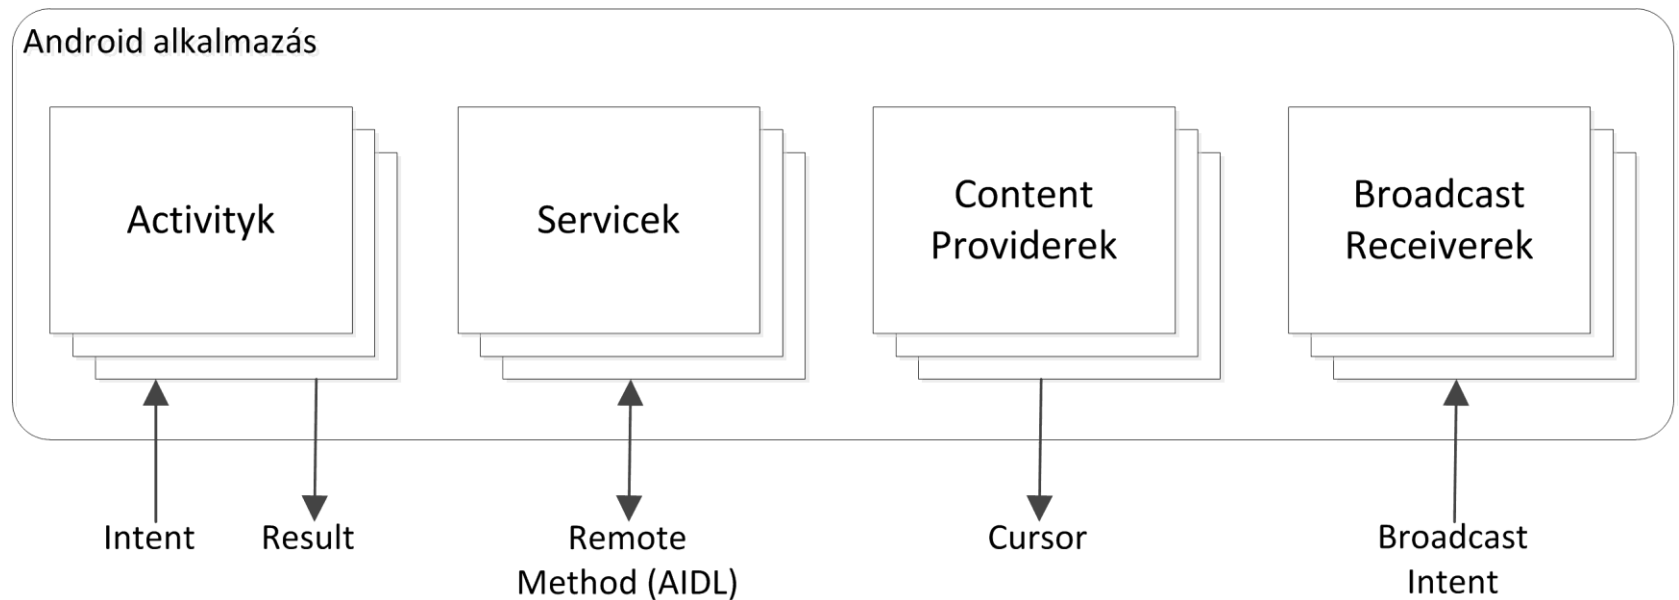 Android alkalmazás
Activityk
Servicek
Content
Providerek
Broadcast
Receiverek
Intent
Result
Remote
Method (AIDL)
Cursor
Broadcast
Intent